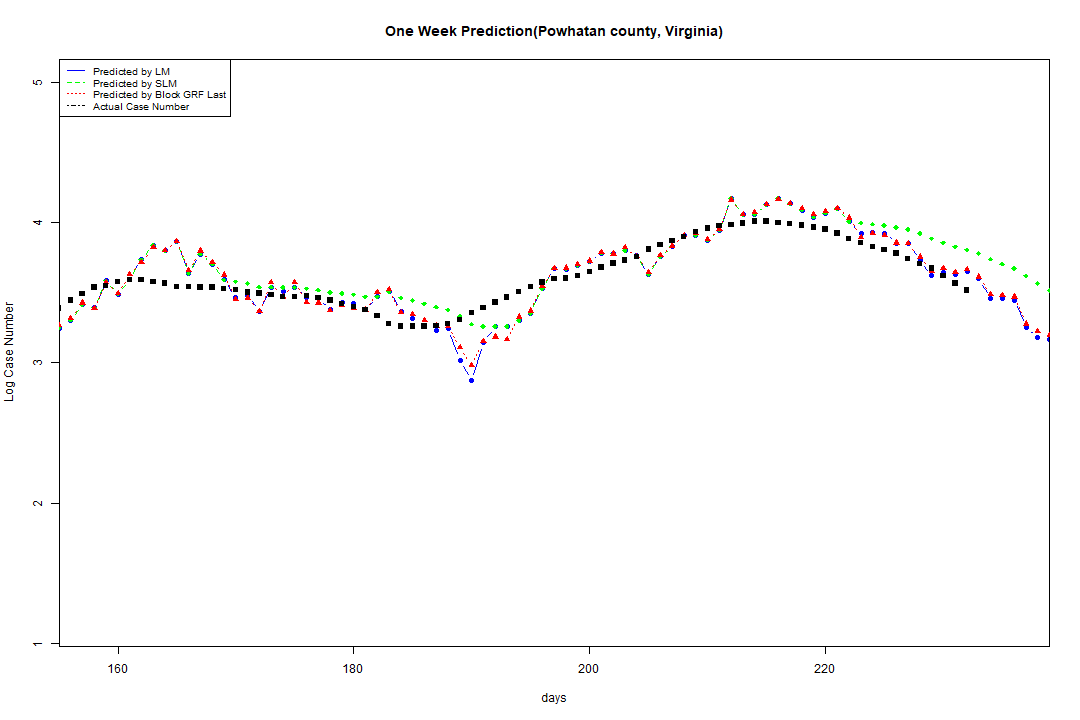 One Week Prediction(Powhatan county, Virginia)
Predicted by LM
Predicted by SLM
Predicted by Block GRF Last
Actual Case Number
5
4
3
2
1
Log Case Number
160 180 200 220
days